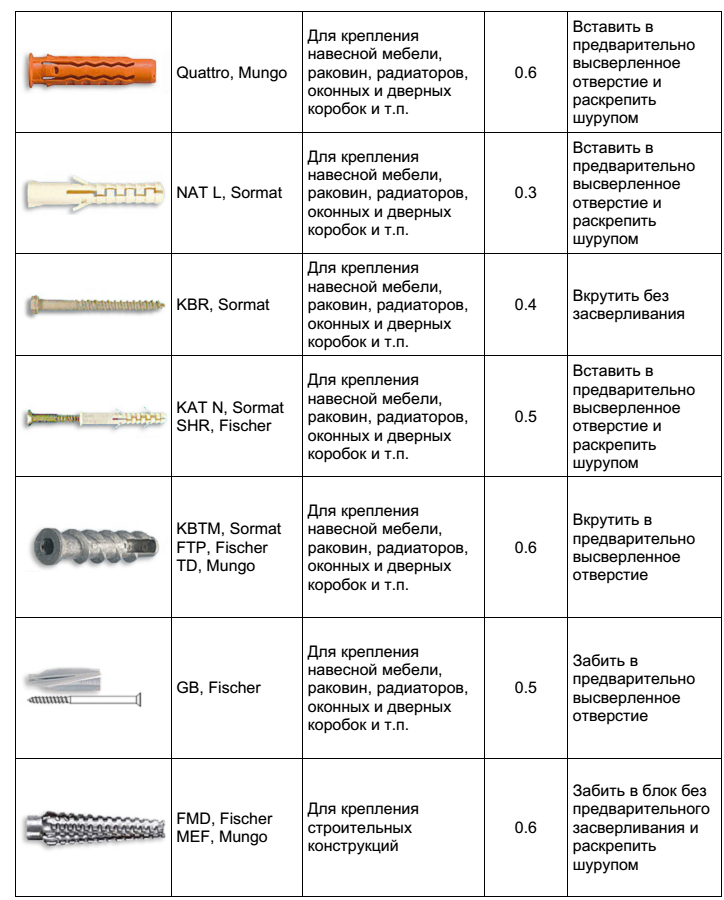 Quattro, Mungo
Для крепления
навесной мебели,
раковин, радиаторов,
оконных и дверных
коробок и т.п.
0.6
Вставить в
предварительно
высверленное
отверстие и
раскрепить
шурупом
NAT L, Sormat
Для крепления
навесной мебели,
раковин, радиаторов,
оконных и дверных
коробок и т.п.
0.3
Вставить в
предварительно
высверленное
отверстие и
раскрепить
шурупом
KBR, Sormat
Для крепления
навесной мебели,
раковин, радиаторов,
оконных и дверных
коробок и т.п.
0.4
Вкрутить без
засверливания
KAT N, Sormat
SHR, Fischer
Для крепления
навесной мебели,
раковин, радиаторов,
оконных и дверных
коробок и т.п.
0.5
Вставить в
предварительно
высверленное
отверстие и
раскрепить
шурупом
KBTM, Sormat
FTP, Fischer
TD, Mungo
Для крепления
навесной мебели,
раковин, радиаторов,
оконных и дверных
коробок и т.п.
0.6
Вкрутить в
предварительно
высверленное
отверстие
GB, Fischer
Для крепления
навесной мебели,
раковин, радиаторов,
оконных и дверных
коробок и т.п.
0.5
Забить в
предварительно
высверленное
отверстие
FMD, Fischer
MEF, Mungo
Для крепления
строительных
конструкций
0.6
Забить в блок без
предварительного
засверливания и
раскрепить
шурупом